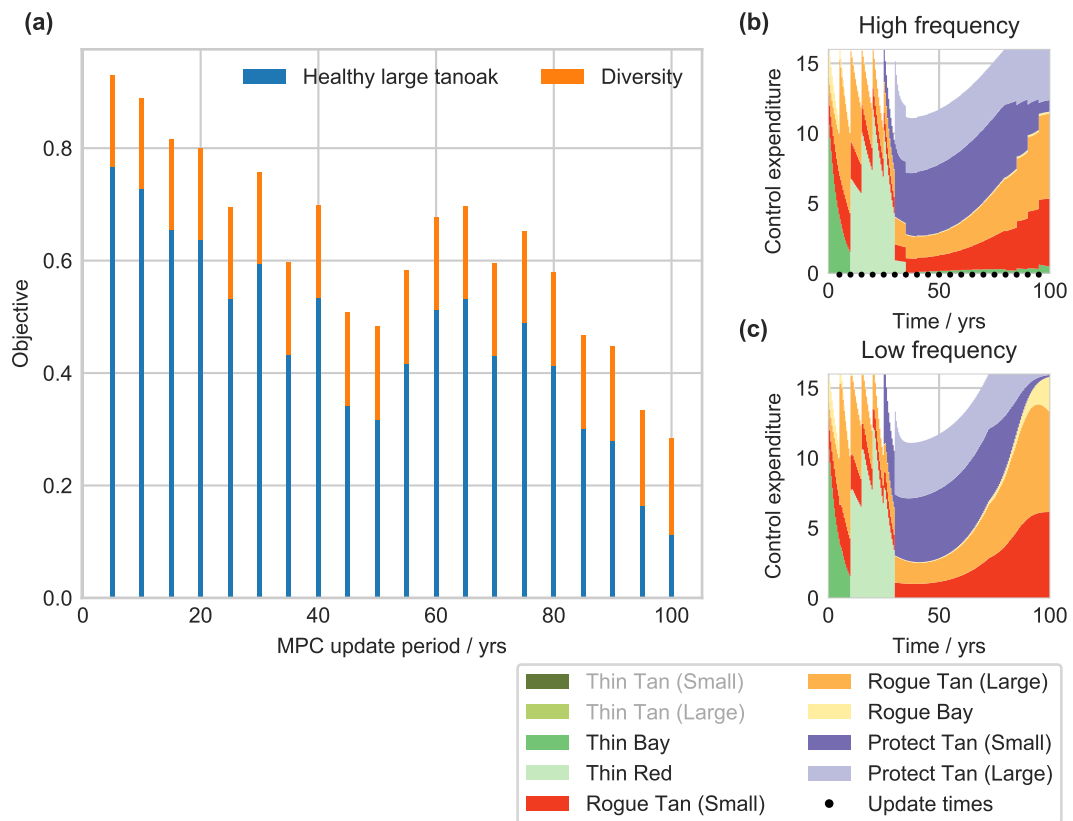 (a)
Healthy large tanoak
Diversity
Objective
0.8
0.6
0.4
0.2
0.0
0 20 40 60 80 100
MPC update period / yrs
(b)
High frequency
Control expenditure
15
10
5
0
0 50 100
Time / yrs
(c)
Low frequency
Control expenditure
15
10
5
0
0 50 100
Time / yrs
Thin Tan (Small)
Thin Tan (Large)
Thin Bay
Thin Red
Rogue Tan (Small)
Rogue Tan (Large)
Rogue Bay
Protect Tan (Small)
Protect Tan (Large)
Update times